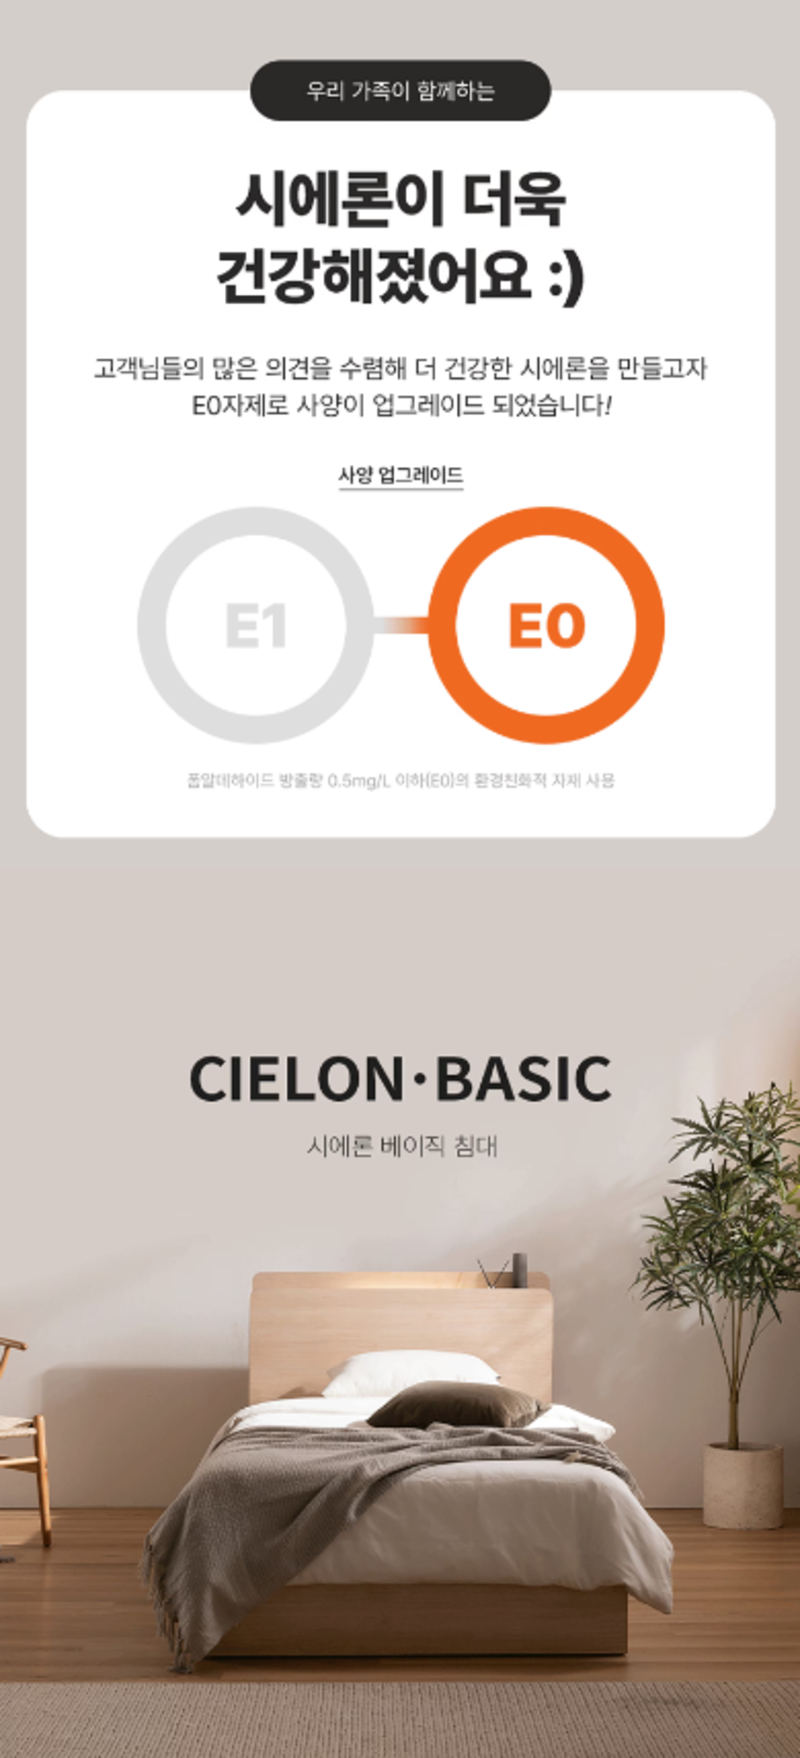 우리 가족이 함께하는
시에론이 더욱
건강해졌어요 :)
고객님들의 많은 의견을 수렴해 더 건강한 시에론을 만들고자
E0자제로 사양이 업그레이드 되었습니다!
사양 업그레이드
E1
E0
폼알데하이드 방출량 0.5mg/L 이하(E0)의 환경친화적 자재 사용
CIELON·BASIC
시에론 베이직 침대